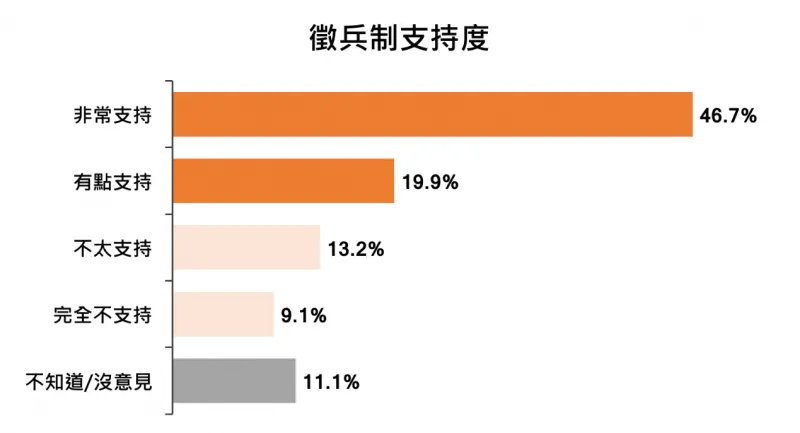 徵兵制支持度
非常支持 46.7%
有點支持 19.9%
不太支持 13.2%
完全不支持 9.1%
不知道/沒意見 11.1%